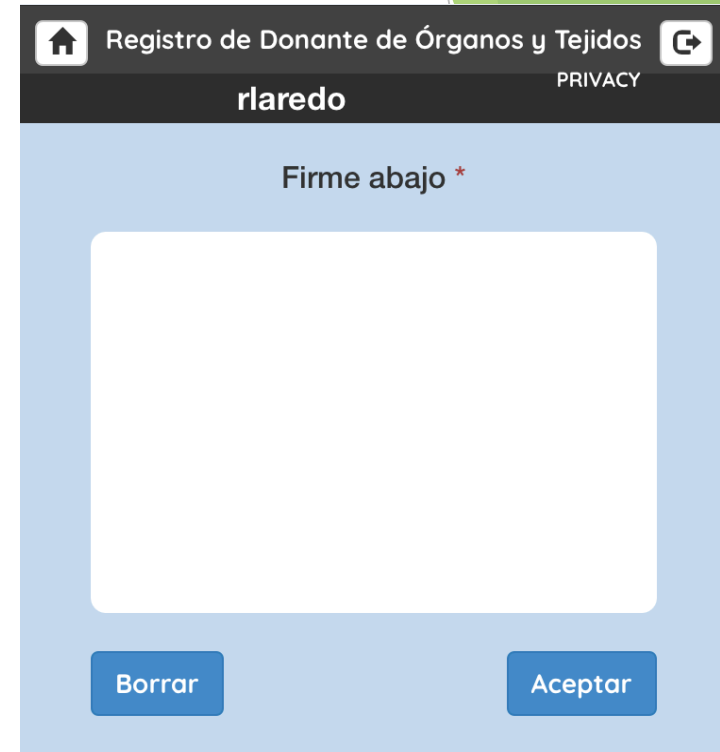 Registro de Donante de Órganos y Tejidos
PRIVACY
rlaredo
Firme abajo *
Borrar
Aceptar